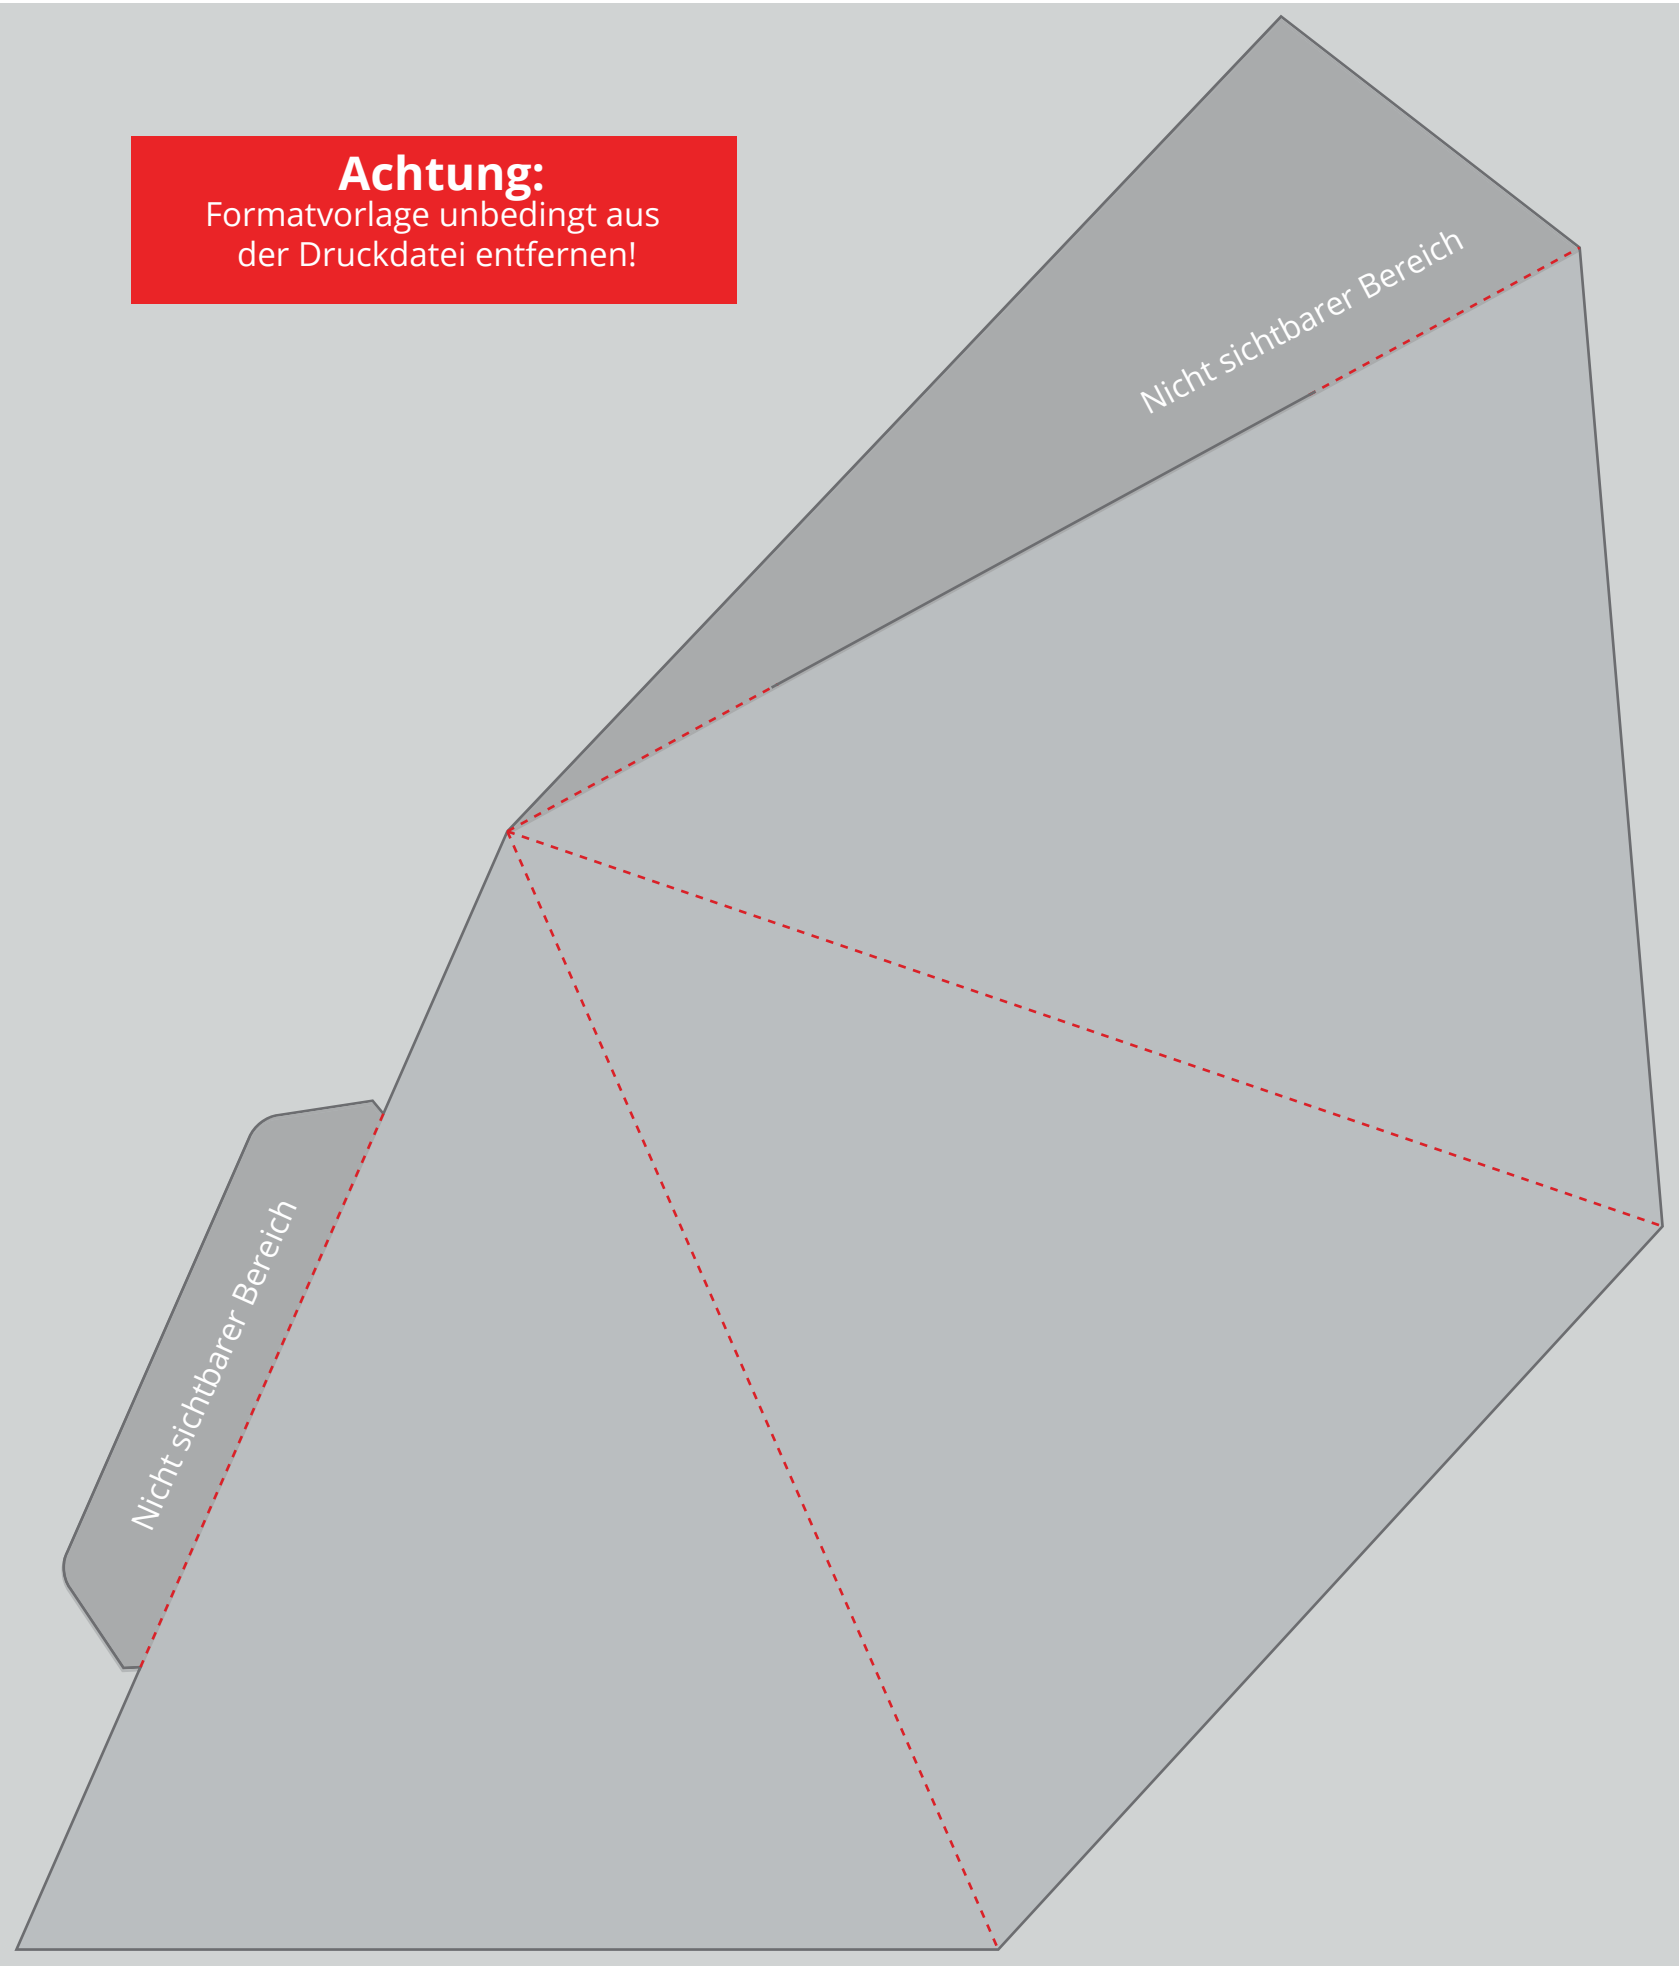 Achtung:
Formatvorlage unbedingt aus
der Druckdatei entfernen!
Nicht sichtbarer Bereich
Nicht sichtbarer Bereich